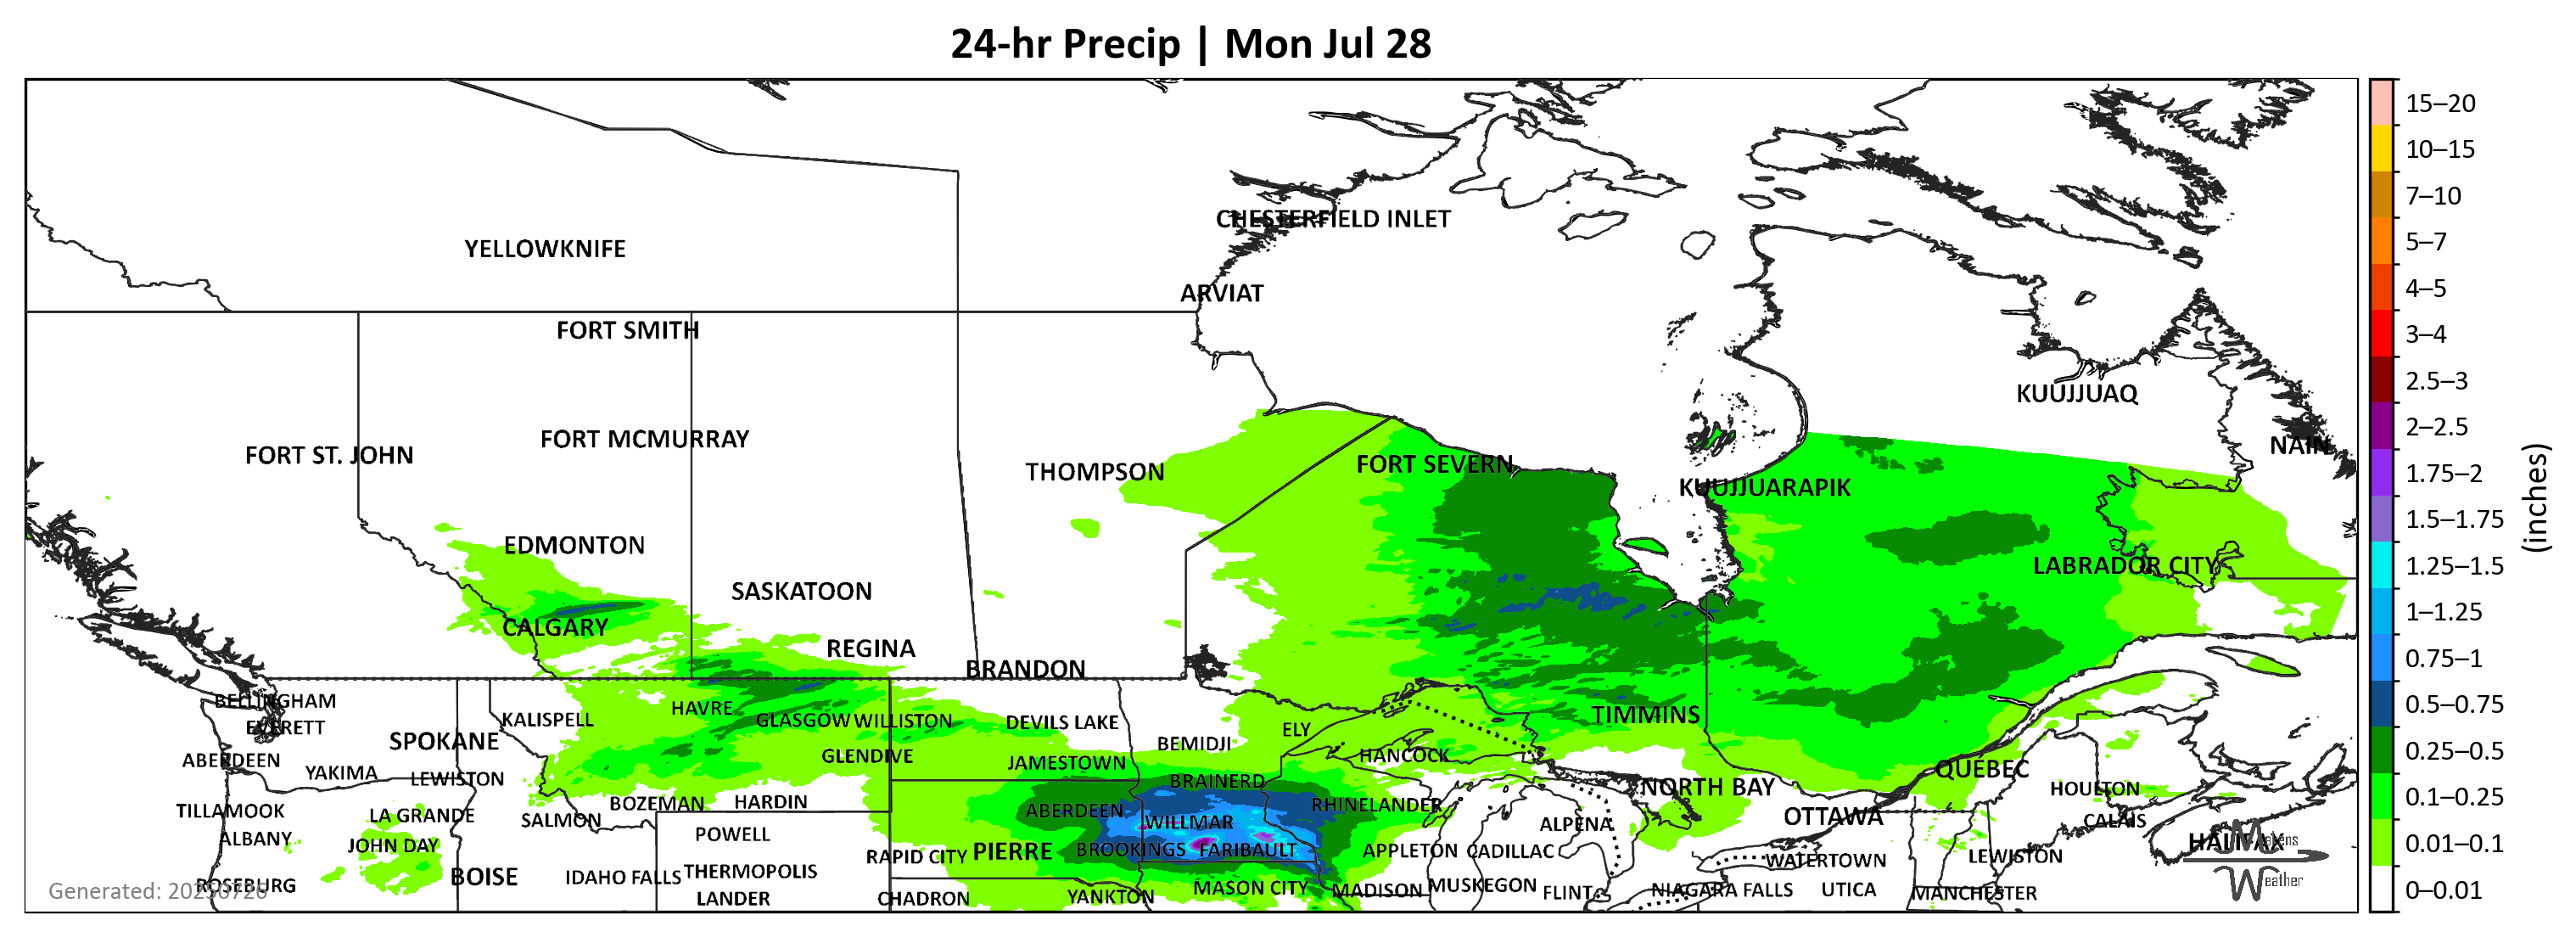 24-hr Precip | Mon Jul 28
CHESTERFIELD INLET
YELLOWKNIFE
ARVIAT
FORT SMITH
KUUJJUAQ
FORT MCMURRAY
NAIN
FORT ST. JOHN
THOMPSON
FORT SEVERN
KUUJJUARAPIK
EDMONTON
LABRADOR CITY
SASKATOON
CALGARY
REGINA
BRANDON
BELLINGHAM
HAVRE
KALISPELL
GLASGOW
WILLISTON
DEVILS LAKE
TIMMINS
EVERETT
ELY
SPOKANE
BEMIDJI
ABERDEEN
GLENDIVE
JAMESTOWN
HANCOCK
QUÉBEC
YAKIMA
LEWISTON
BRAINERD
NORTH BAY
HOULTON
TILLAMOOK
LA GRANDE
SALMON
BOZEMAN
HARDIN
ABERDEEN
WILLMAR
RHINELANDER
ALPENA
OTTAWA
CALAIS
ALBANY
JOHN DAY
POWELL
RAPID CITY
PIERRE
BROOKINGS
FARIBAULT
APPLETON
CADILLAC
WATERTOWN
LEWISTON
HALIFAX
ROSEBURG
BOISE
IDAHO FALLS
THERMOPOLIS
LANDER
CHADRON
YANKTON
MASON CITY
MADISON
MUSKEGON
FLINT
NIAGARA FALLS
UTICA
MANCHESTER
Weather
Generated: 20250728
15–20
10–15
7–10
5–7
4–5
3–4
2.5–3
2–2.5
1.75–2
1.5–1.75
1.25–1.5
1–1.25
0.75–1
0.5–0.75
0.25–0.5
0.1–0.25
0.01–0.1
0–0.01
(inches)